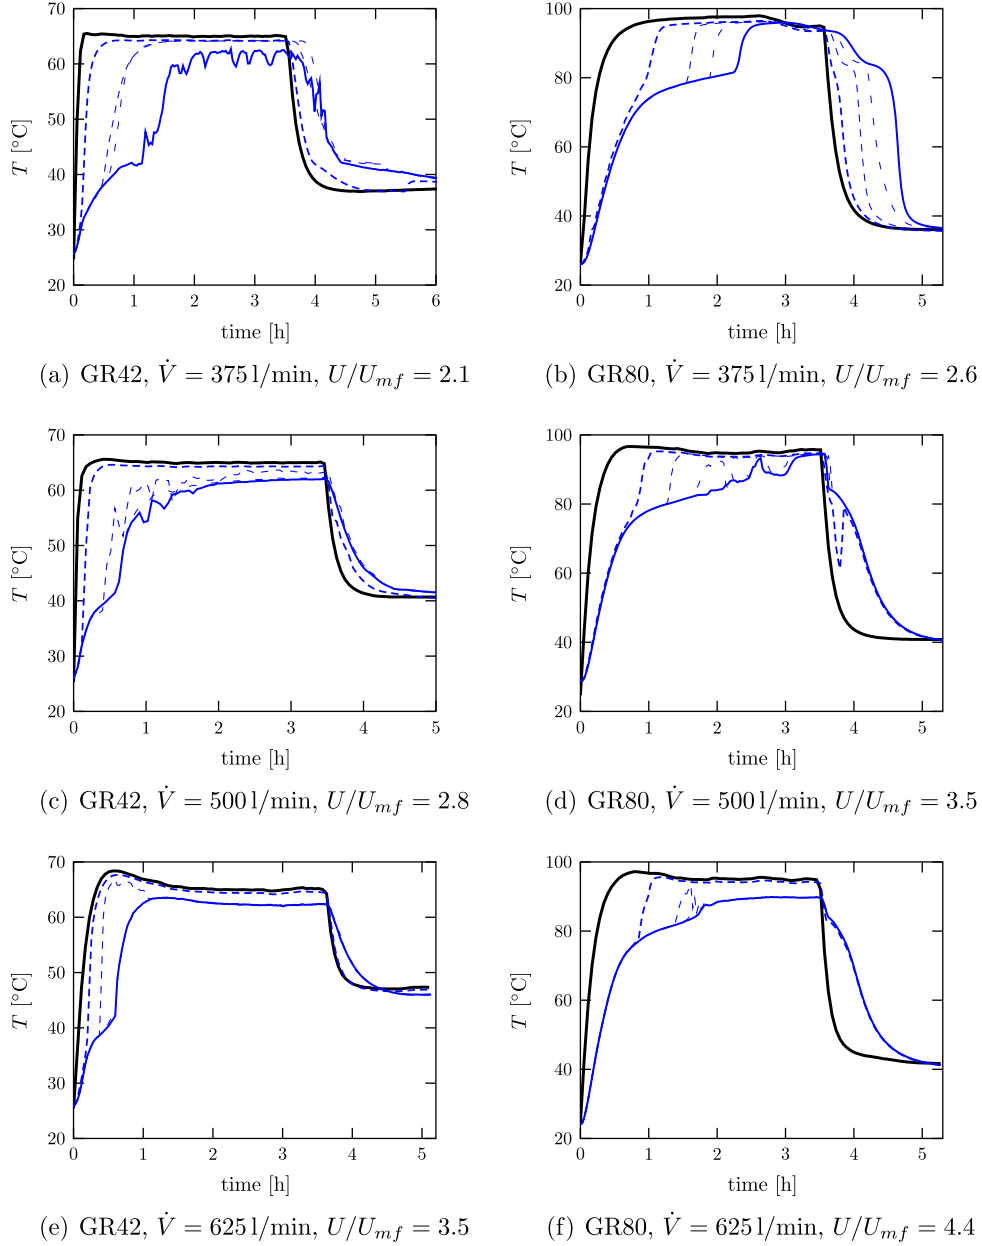 70
60
50
40
30
20
T [°C]
0 1 2 3 4 5 6
time [h]
(a) GR42, V̇ = 375 l/min, U/U_mf = 2.1
100
80
60
40
20
T [°C]
0 1 2 3 4 5
time [h]
(b) GR80, V̇ = 375 l/min, U/U_mf = 2.6
70
60
50
40
30
20
T [°C]
0 1 2 3 4 5
time [h]
(c) GR42, V̇ = 500 l/min, U/U_mf = 2.8
100
80
60
40
20
T [°C]
0 1 2 3 4 5
time [h]
(d) GR80, V̇ = 500 l/min, U/U_mf = 3.5
70
60
50
40
30
20
T [°C]
0 1 2 3 4 5
time [h]
(e) GR42, V̇ = 625 l/min, U/U_mf = 3.5
100
80
60
40
20
T [°C]
0 1 2 3 4 5
time [h]
(f) GR80, V̇ = 625 l/min, U/U_mf = 4.4